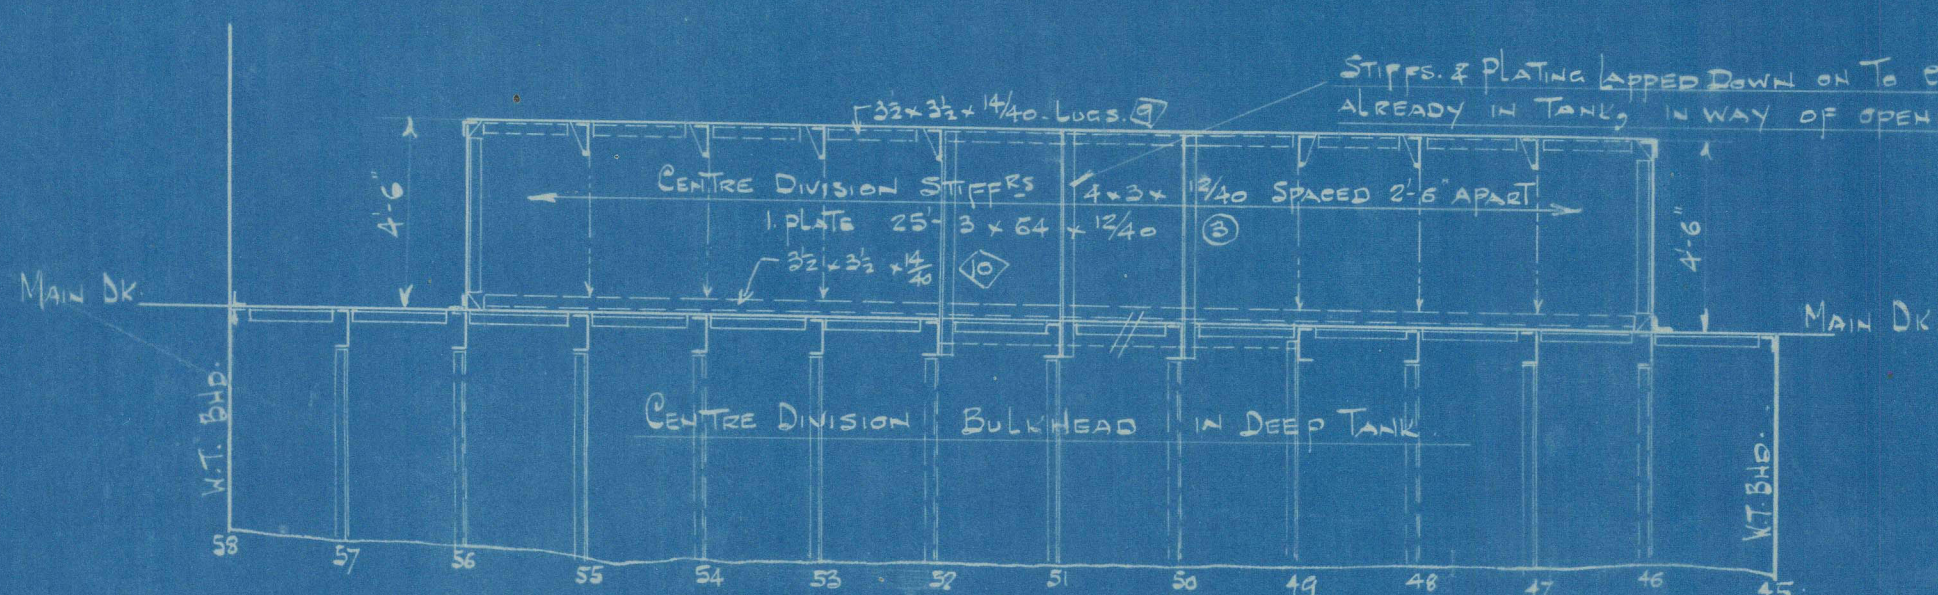 STIFFS. & PLATING LAPPED DOWN ON TO
ALREADY IN TANK, IN WAY OF OPEN
3½ × 3½ × 14/40 - LUGS. 9
4'-6"
CENTRE DIVISION STIFFRS 4 × 3 × 12/40 SPACED 2'-6" APART
1. PLATE 25'-3 × 64 × 12/40 3
3½ × 3½ × 14/40 10
4'-6"
MAIN DK.
MAIN DK
W.T. BHD.
CENTRE DIVISION BULKHEAD IN DEEP TANK.
W.T. BHD.
58 57 56 55 54 53 52 51 50 49 48 47 46 45